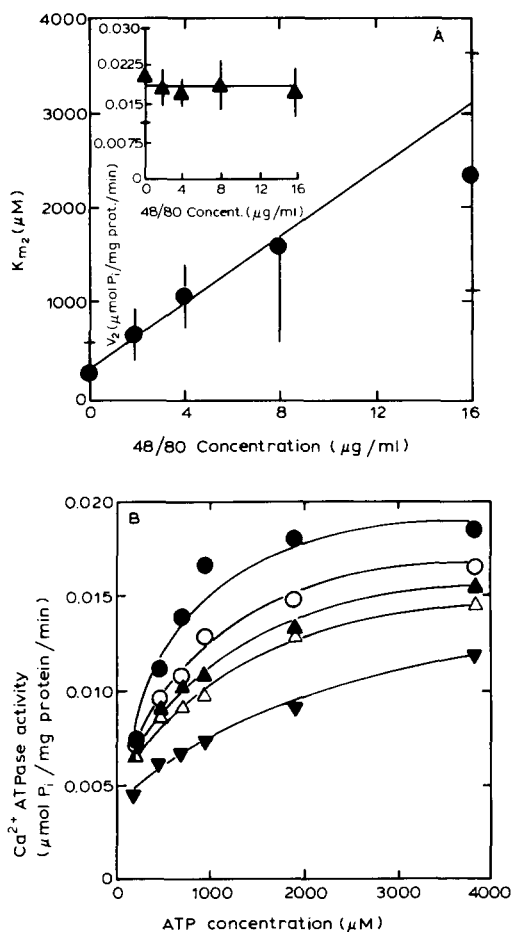 A
0.030
0.0225
0.015
0.0075
0
0 4 8 12 16
48/80 Concent. (μg/ml)
V2 (μmol Pi/mg prot./min)
4000
3000
2000
1000
0
Km2 (μM)
0 4 8 12 16
48/80 Concentration (μg/ml)
B
0.020
0.015
0.010
0.005
0
Ca2+ ATPase activity
(μmol Pi/mg protein/min)
0 1000 2000 3000 4000
ATP concentration (μM)